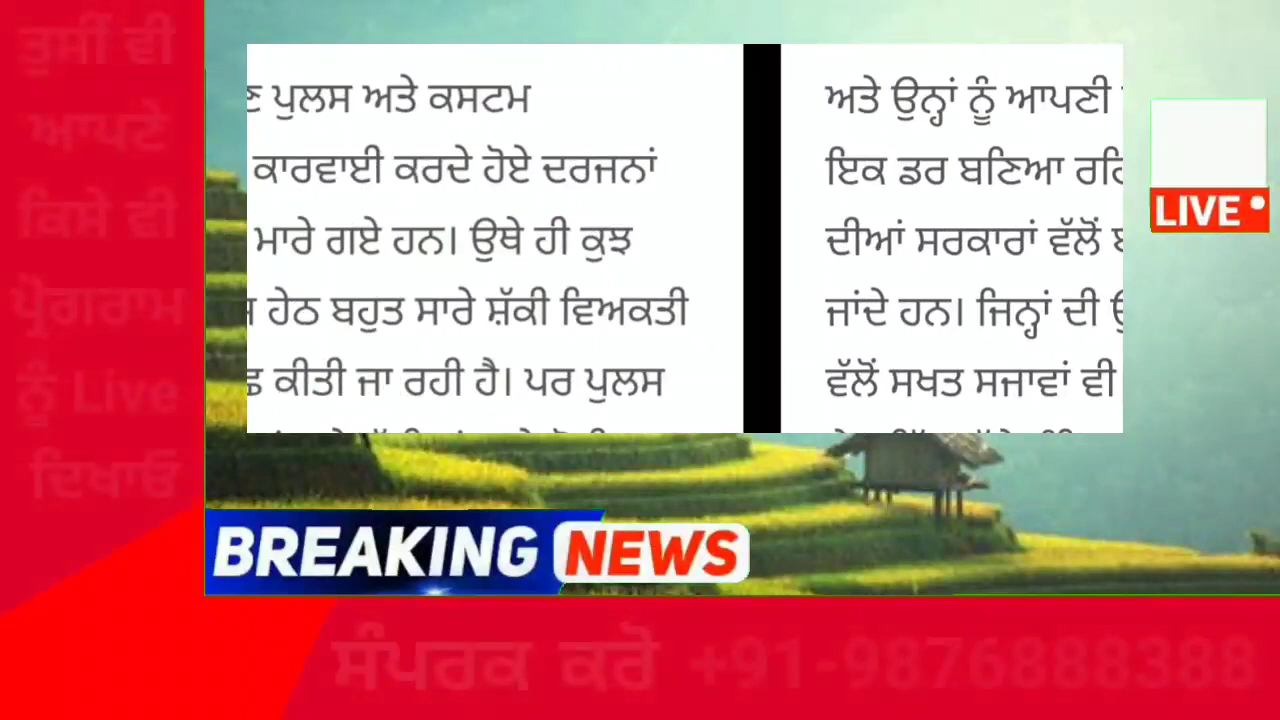 ਤੁਸੀਂ ਵੀ
ਆਪਣੇ
ਕਿਸੇ ਵੀ
ਪ੍ਰੋਗਰਾਮ
ਨੂੰ Live
ਦਿਖਾਓ
ਪੁਲਸ ਅਤੇ ਕਸਟਮ
ਕਾਰਵਾਈ ਕਰਦੇ ਹੋਏ ਦਰਜਨਾਂ
ਮਾਰੇ ਗਏ ਹਨ। ਉਥੇ ਹੀ ਕੁਝ
ਹੇਠ ਬਹੁਤ ਸਾਰੇ ਸ਼ੱਕੀ ਵਿਅਕਤੀ
ਕੀਤੀ ਜਾ ਰਹੀ ਹੈ। ਪਰ ਪੁਲਸ
ਅਤੇ ਉਨ੍ਹਾਂ ਨੂੰ ਆਪਣੀ
ਇਕ ਡਰ ਬਣਿਆ
ਦੀਆਂ ਸਰਕਾਰਾਂ ਵੱਲੋਂ
ਜਾਂਦੇ ਹਨ। ਜਿਨ੍ਹਾਂ ਦੀ
ਵੱਲੋਂ ਸਖਤ ਸਜਾਵਾਂ ਵੀ
LIVE
BREAKING NEWS
ਸੰਪਰਕ ਕਰੋ +91-9876888388